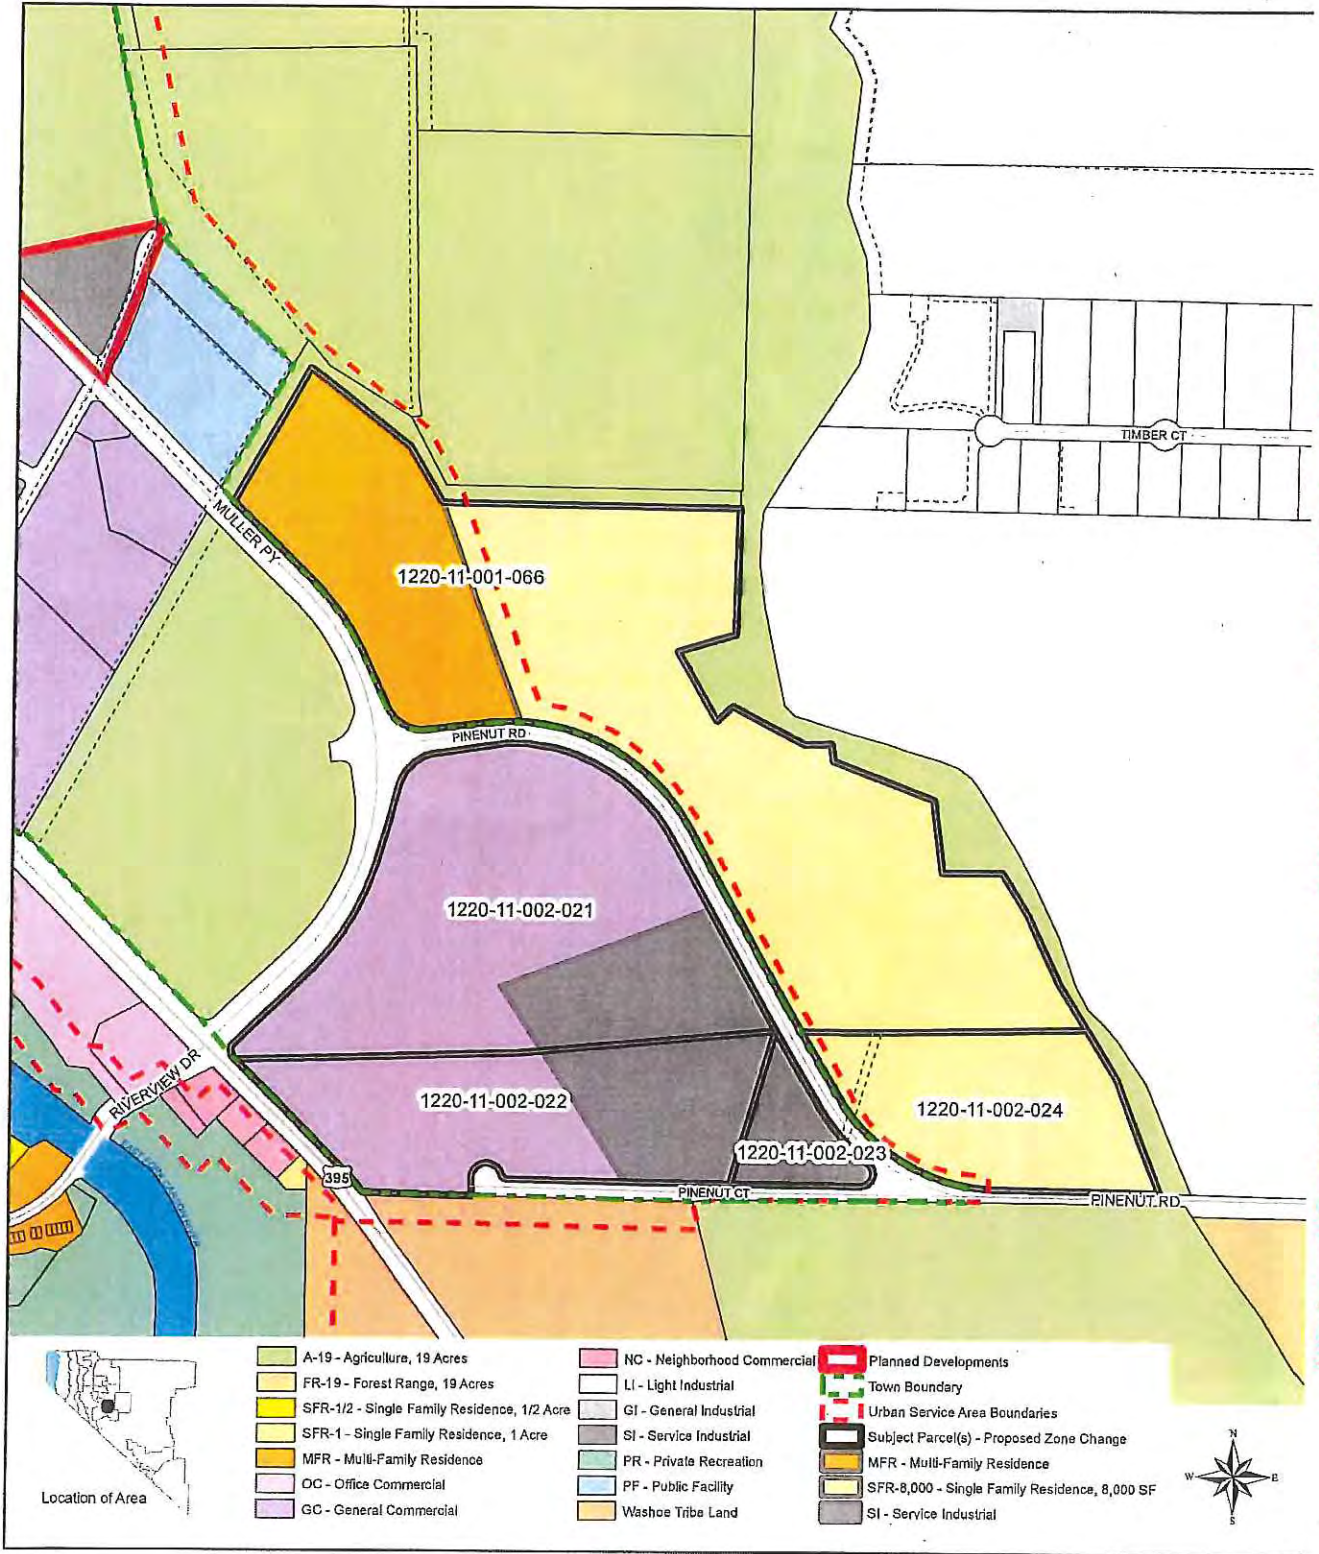 TIMBER CT
MULLER PY
1220-11-001-066
PINENUT RD
1220-11-002-021
RIVERVIEW DR
1220-11-002-022
1220-11-002-024
1220-11-002-023
395
PINENUT CT
PINENUT RD
Location of Area
A-19 - Agriculture, 19 Acres
FR-19 - Forest Range, 19 Acres
SFR-1/2 - Single Family Residence, 1/2 Acre
SFR-1 - Single Family Residence, 1 Acre
MFR - Multi-Family Residence
OC - Office Commercial
GC - General Commercial
NC - Neighborhood Commercial
LI - Light Industrial
GI - General Industrial
SI - Service Industrial
PR - Private Recreation
PF - Public Facility
Washoe Tribe Land
Planned Developments
Town Boundary
Urban Service Area Boundaries
Subject Parcel(s) - Proposed Zone Change
MFR - Multi-Family Residence
SFR-8,000 - Single Family Residence, 8,000 SF
SI - Service Industrial
N
W
E
S